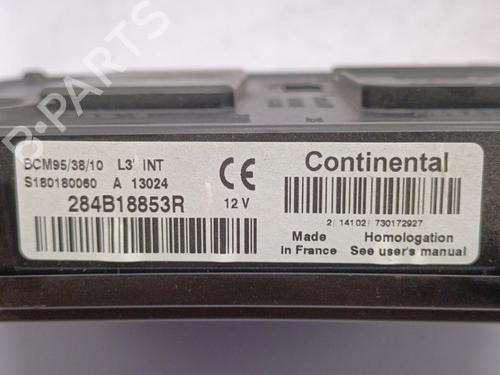 BCM95/38/10 L3' INT
S180180060 A 13024
284B18853R 12 V
CE
Continental
2/ 14102/ 730172927
Made in France
Homologation
See user's manual
B-PARTS